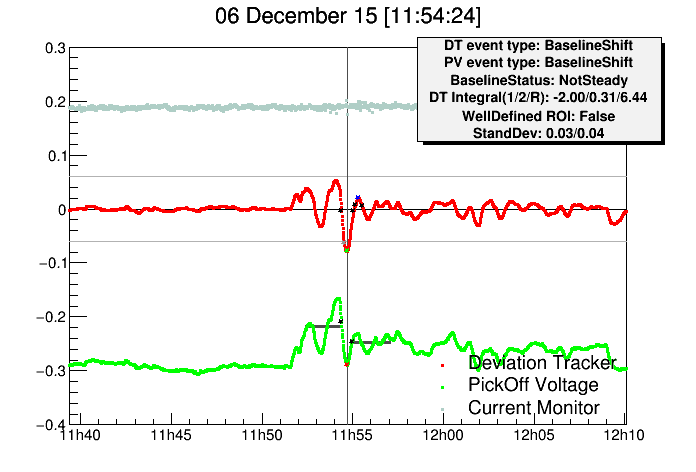 06 December 15 [11:54:24]
DT event type: BaselineShift
PV event type: BaselineShift
BaselineStatus: NotSteady
DT Integral(1/2/R): -2.00/0.31/6.44
WellDefined ROI: False
StandDev: 0.03/0.04
0.3
0.2
0.1
0
−0.1
−0.2
−0.3
−0.4
Deviation Tracker
PickOff Voltage
Current Monitor
11h40 11h45 11h50 11h55 12h00 12h05 12h10